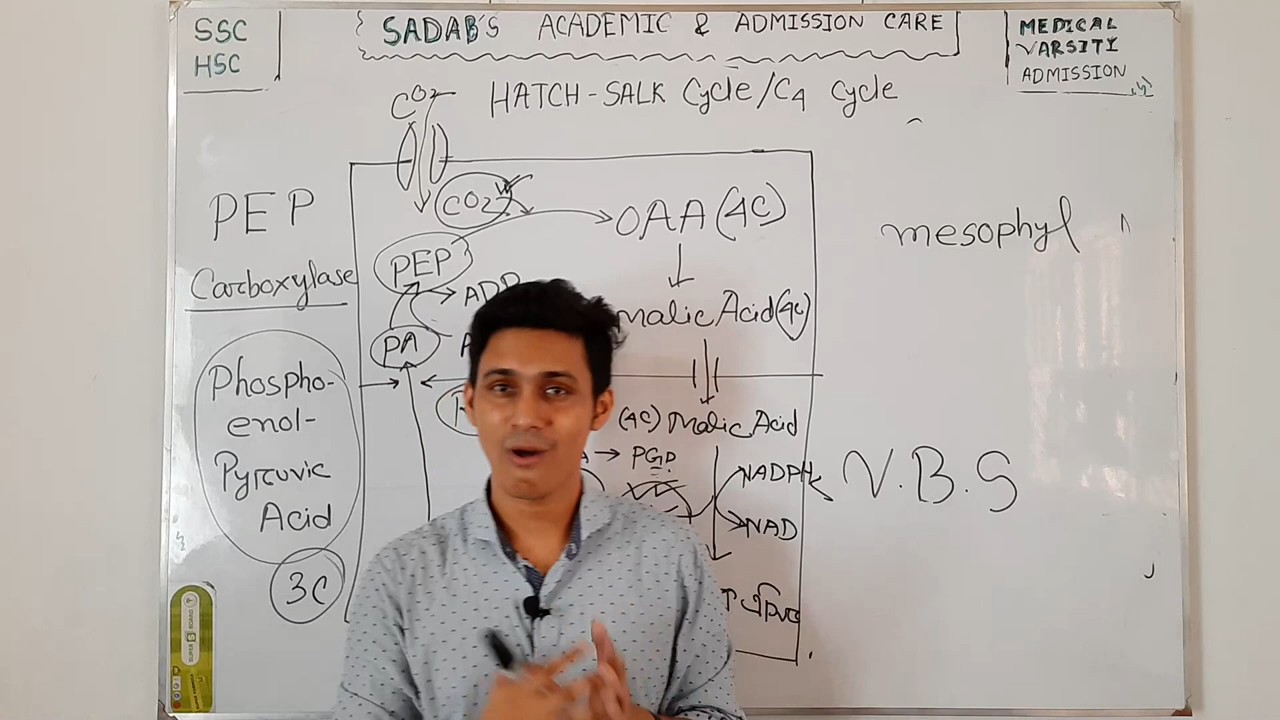 SSC
HSC
SADAB'S ACADEMIC & ADMISSION CARE
MEDICAL
VARSITY
ADMISSION
HATCH-SALK Cycle/C4 Cycle
CO2
CO2
PEP
Carboxylase
OAA (4C)
mesophyl
PEP
ADP
Malic Acid (4C)
PA
Phospho-
enol-
Pyruvic
Acid
3C
(4C) Malic Acid
→ PGA
NADPH
NAD
V.B.S
SUPER BOARD